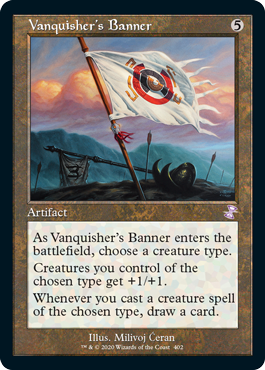 Vanquisher's Banner 5
Artifact
As Vanquisher's Banner enters the
battlefield, choose a creature type.
Creatures you control of the
chosen type get +1/+1.
Whenever you cast a creature spell
of the chosen type, draw a card.
Illus. Milivoj Ćeran
™ & © 2020 Wizards of the Coast 402